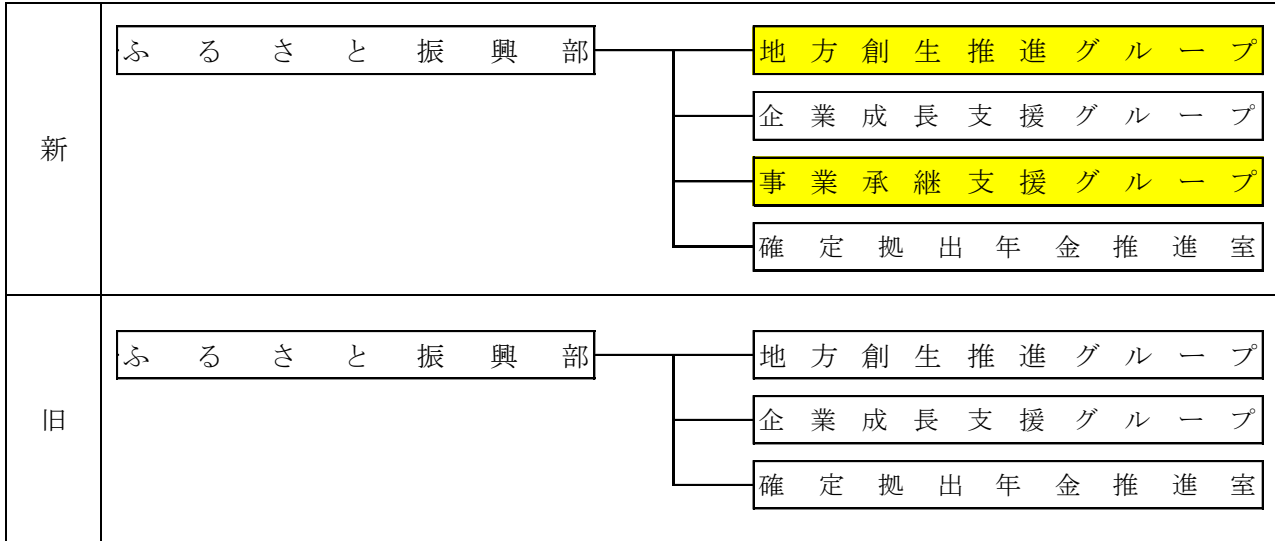 新
ふるさと振興部
地方創生推進グループ
企業成長支援グループ
事業承継支援グループ
確定拠出年金推進室
旧
ふるさと振興部
地方創生推進グループ
企業成長支援グループ
確定拠出年金推進室